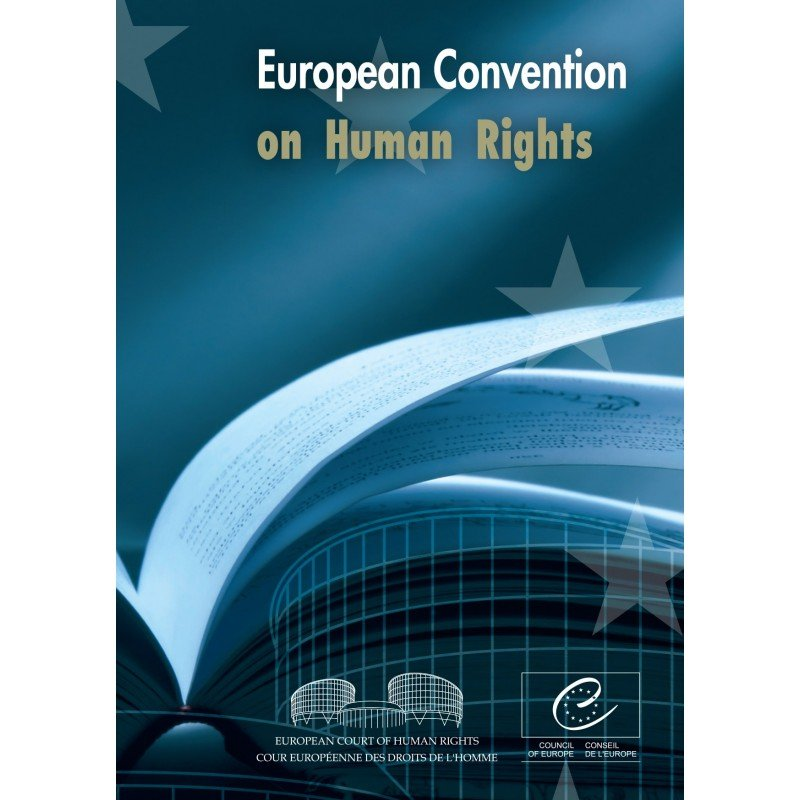 European Convention
on Human Rights
EUROPEAN COURT OF HUMAN RIGHTS
COUR EUROPÉENNE DES DROITS DE L'HOMME
COUNCIL
OF EUROPE
CONSEIL
DE L'EUROPE